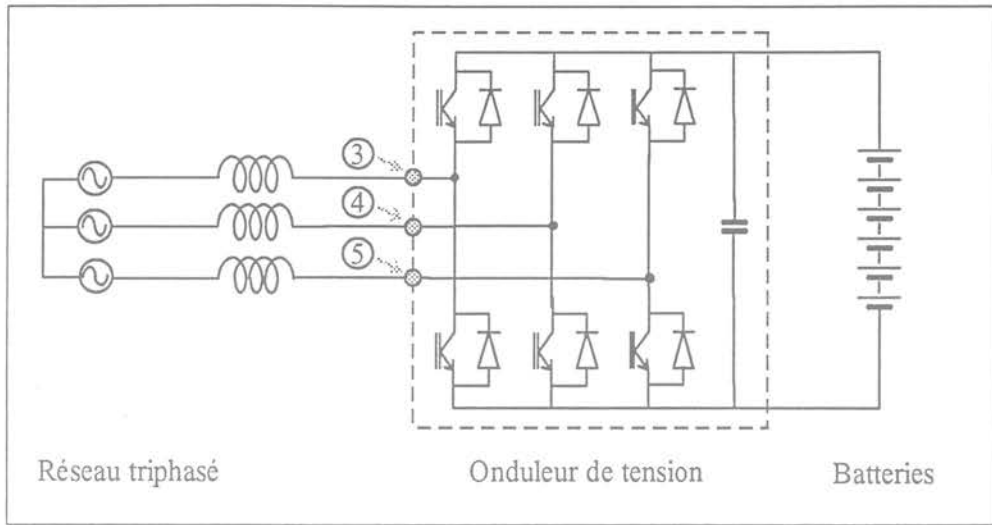 ③
④
⑤
Réseau triphasé
Onduleur de tension
Batteries